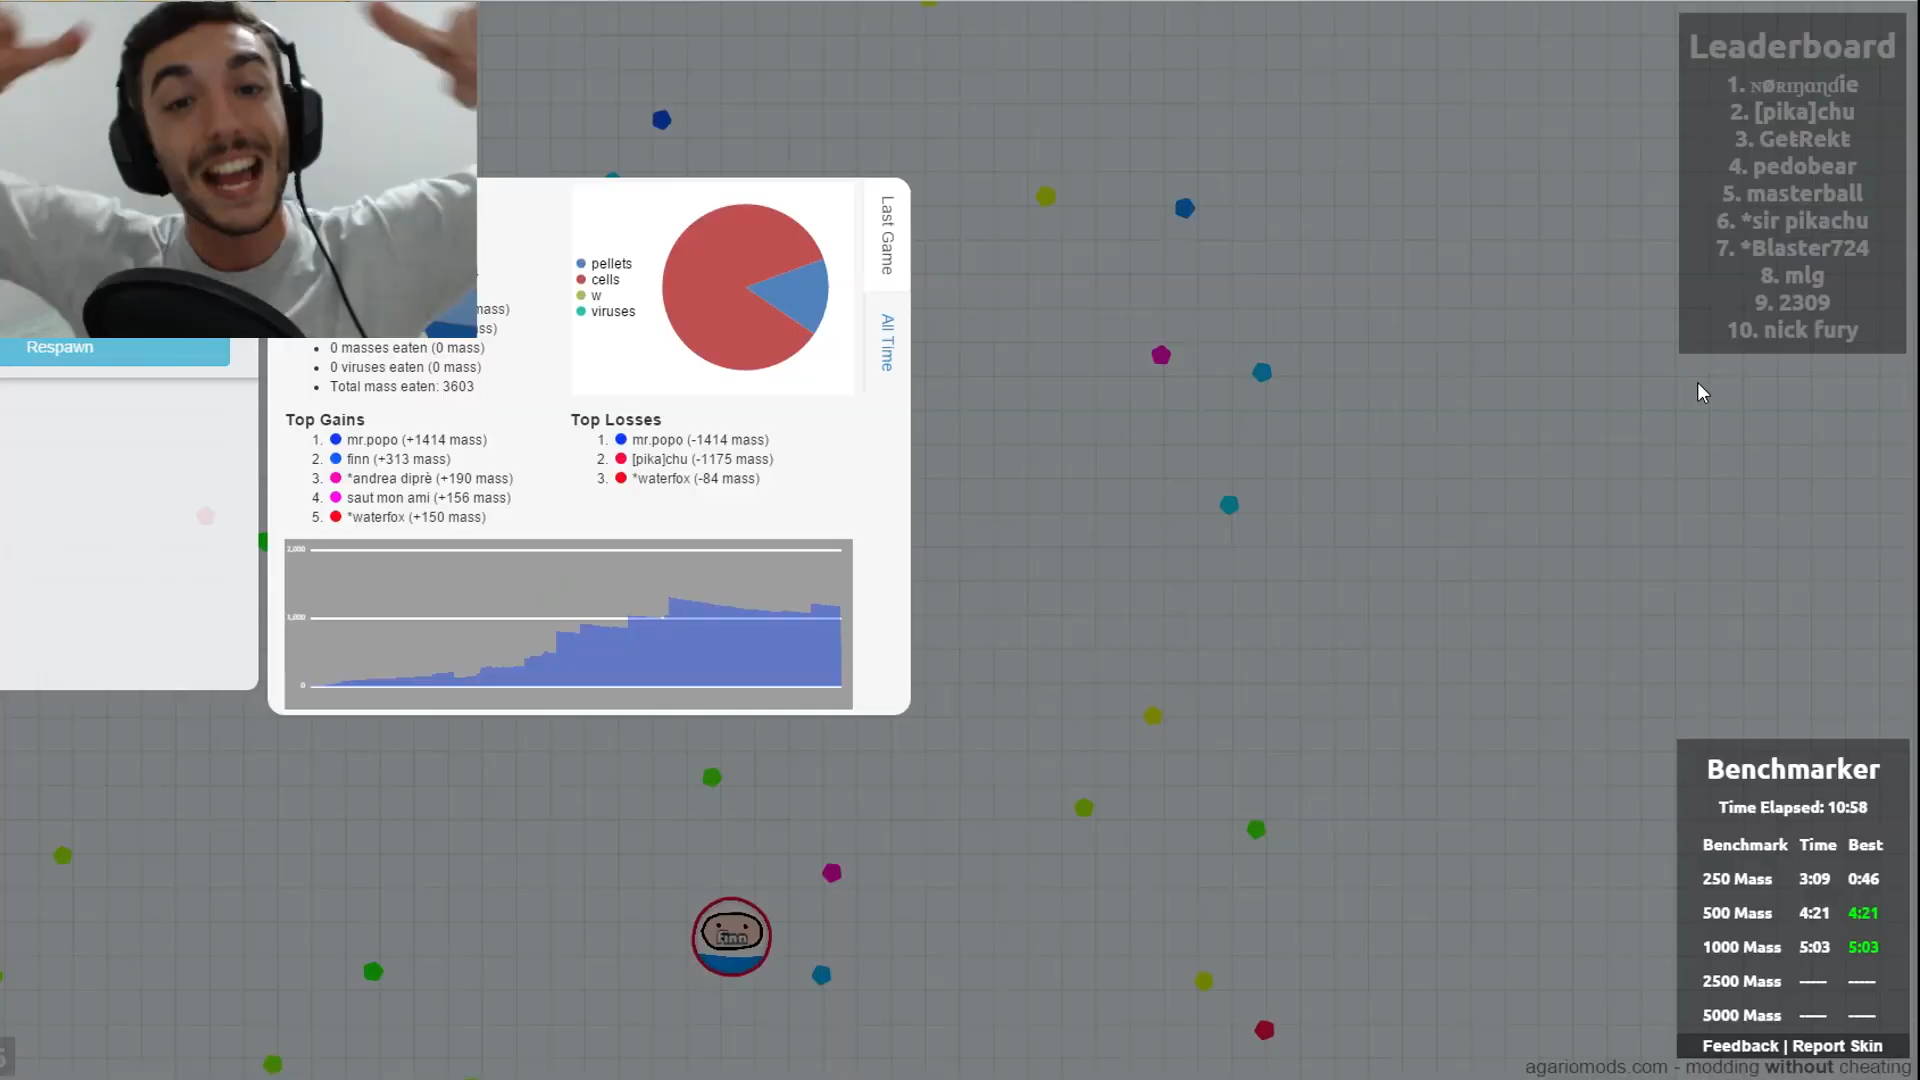 Leaderboard
1. ɴØʀɱαɳdie
2. [pika]chu
3. GeŧRekŧ
4. pedobear
5. masterball
6. *sir pikachu
7. *Blaster724
8. mlg
9. 2309
10. nick fury
Respawn
mass)
ss)
0 masses eaten (0 mass)
0 viruses eaten (0 mass)
Total mass eaten: 3603
pellets
cells
w
viruses
Last Game
All Time
Top Gains
1. mr.popo (+1414 mass)
2. finn (+313 mass)
3. *andrea diprè (+190 mass)
4. saut mon ami (+156 mass)
5. *waterfox (+150 mass)
Top Losses
1. mr.popo (-1414 mass)
2. [pika]chu (-1175 mass)
3. *waterfox (-84 mass)
2,000
1,000
0
Finn
Benchmarker
Time Elapsed: 10:58
Benchmark Time Best
250 Mass 3:09 0:46
500 Mass 4:21 4:21
1000 Mass 5:03 5:03
2500 Mass ---- ----
5000 Mass ---- ----
Feedback | Report Skin
agariomods.com - modding without cheating